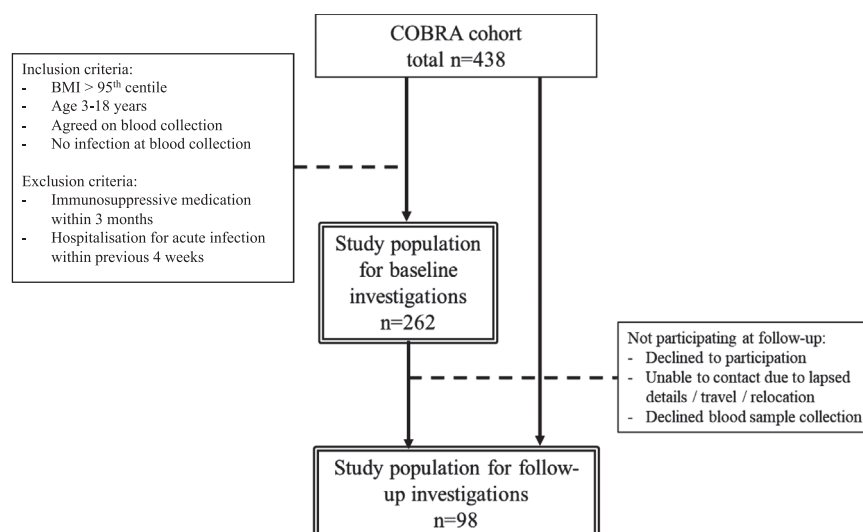 COBRA cohort
total n=438
Inclusion criteria:
- BMI > 95th centile
- Age 3-18 years
- Agreed on blood collection
- No infection at blood collection
Exclusion criteria:
- Immunosuppressive medication
within 3 months
- Hospitalisation for acute infection
within previous 4 weeks
Study population
for baseline
investigations
n=262
Not participating at follow-up:
- Declined to participation
- Unable to contact due to lapsed
details / travel / relocation
- Declined blood sample collection
Study population for follow-
up investigations
n=98